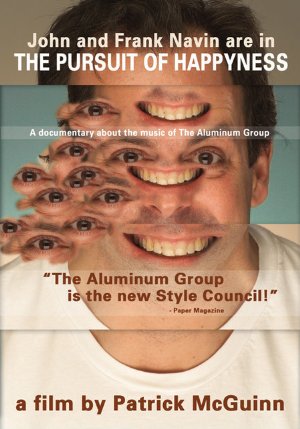 John and Frank Navin are in
THE PURSUIT OF HAPPYNESS
A documentary about the music of The Aluminum Group
"The Aluminum Group
is the new Style Council!"
- Paper Magazine
a film by Patrick McGuinn